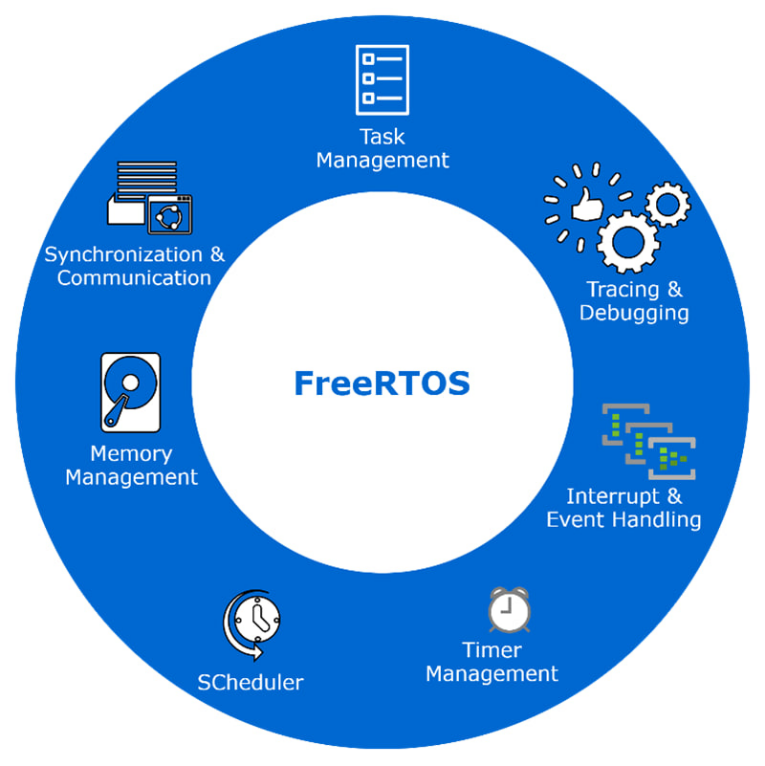 Task
Management
Tracing &
Debugging
Interrupt &
Event Handling
Timer
Management
SCheduler
Memory
Management
Synchronization &
Communication
FreeRTOS